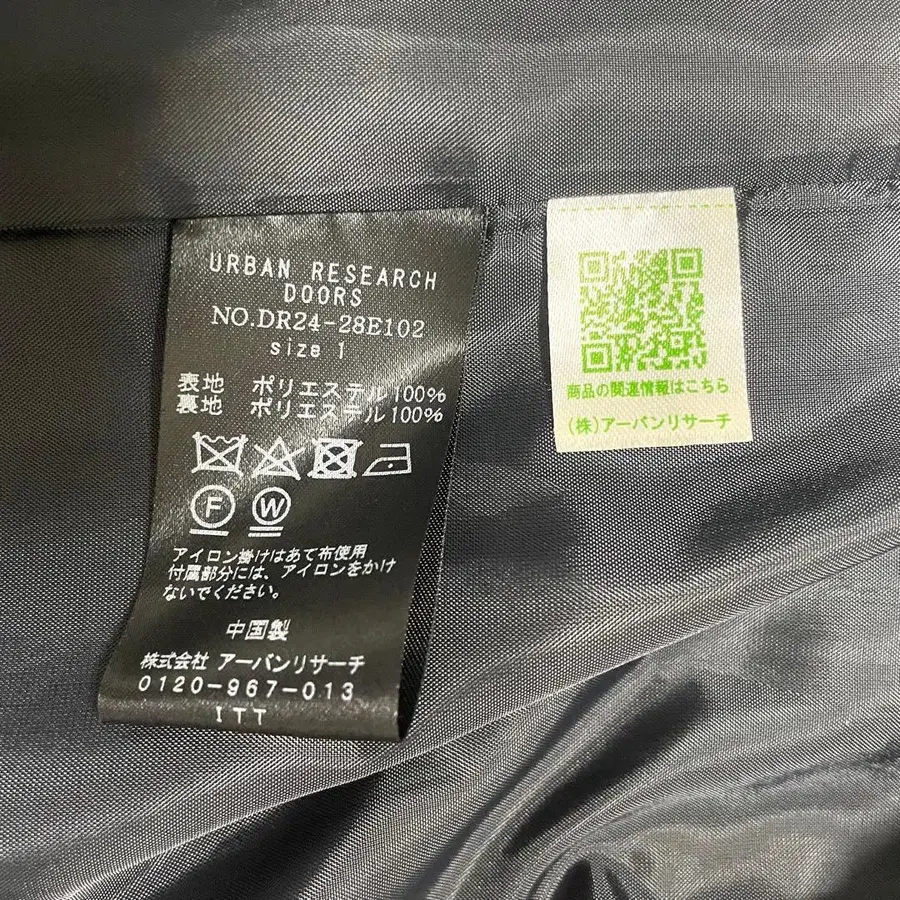 URBAN RESEARCH
DOORS
NO.DR24-28E102
size 1
表地 ポリエステル100%
裏地 ポリエステル100%
F W
アイロン掛けはあて布使用
付属部分には、アイロンをかけ
ないでください。
中国製
株式会社 アーバンリサーチ
0120-967-013
ITT
商品の関連情報はこちら
(株)アーバンリサーチ